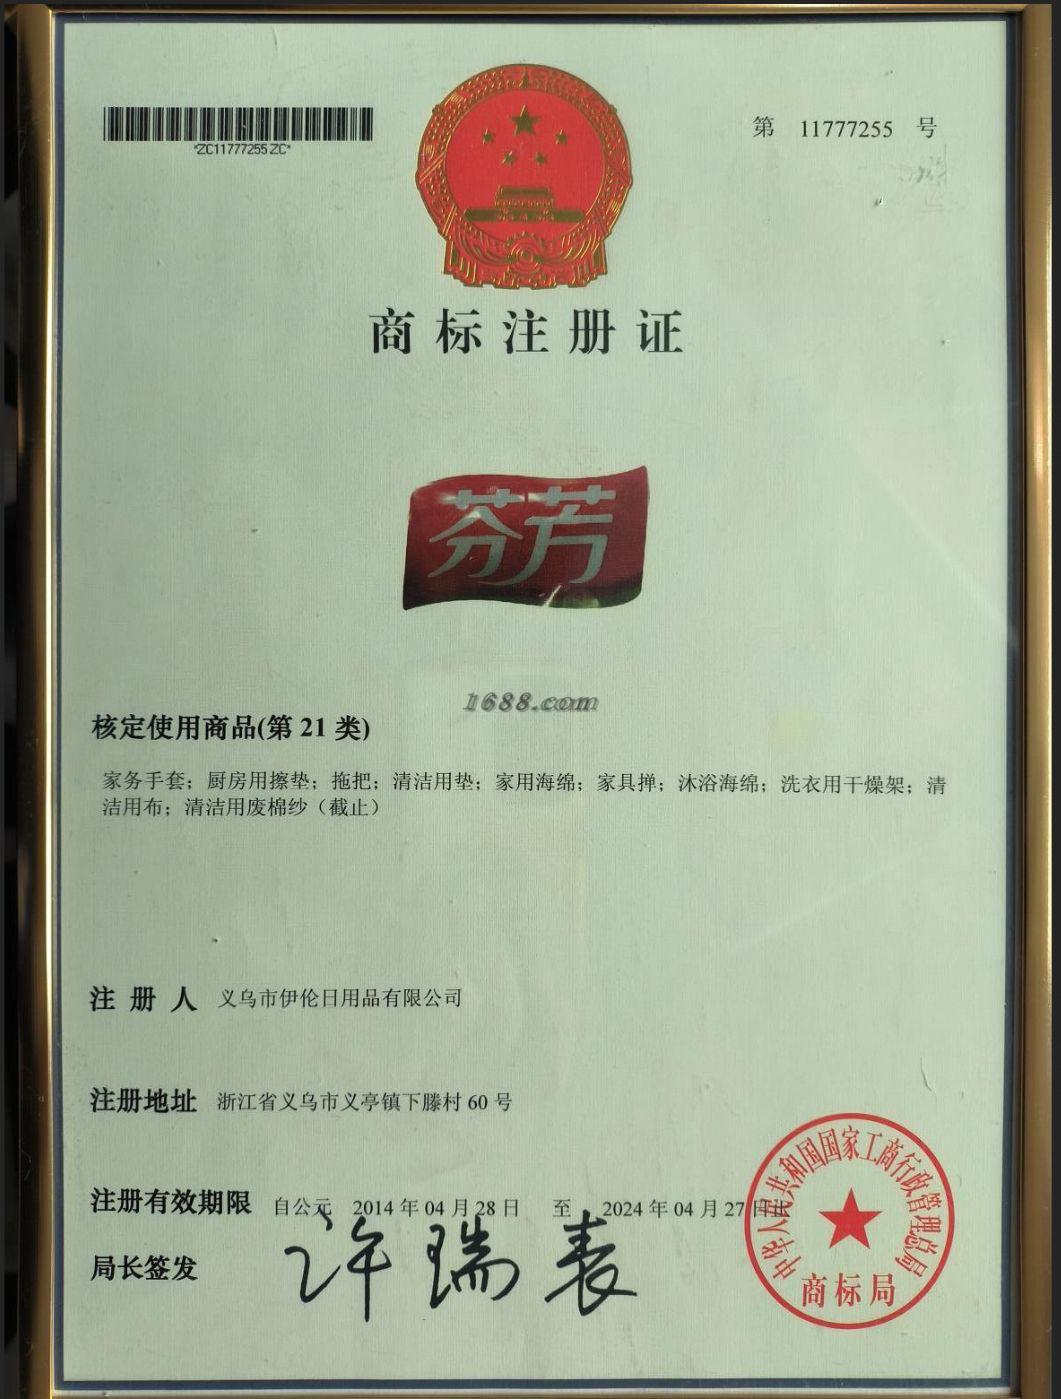 *ZC11777255ZC*
第 11777255 号
商标注册证
芬芳
1688.com
核定使用商品(第 21 类)
家务手套；厨房用擦垫；拖把；清洁用垫；家用海绵；家具掸；沐浴海绵；洗衣用干燥架；清
洁用布；清洁用废棉纱（截止）
注册人 义乌市伊伦日用品有限公司
注册地址 浙江省义乌市义亭镇下滕村 60 号
注册有效期限 自公元 2014 年 04 月 28 日 至 2024 年 04 月 27 日止
局长签发 许瑞表
中华人民共和国国家工商行政管理总局
商标局